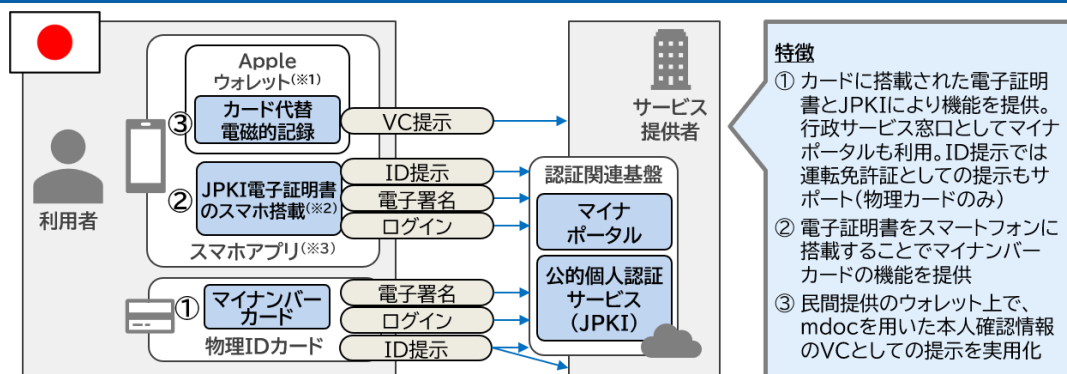 Apple
ウォレット(※1)
③
カード代替
電磁的記録
VC提示
利用者
②
JPKI電子証明書
のスマホ搭載(※2)
ID提示
電子署名
ログイン
スマホアプリ(※3)
①
マイナンバー
カード
電子署名
ログイン
ID提示
物理IDカード
サービス
提供者
認証関連基盤
マイナ
ポータル
公的個人認証
サービス
(JPKI)
特徴
① カードに搭載された電子証明
書とJPKIにより機能を提供。
行政サービス窓口としてマイナ
ポータルも利用。ID提示では
運転免許証としての提示もサ
ポート(物理カードのみ)
② 電子証明書をスマートフォンに
搭載することでマイナンバー
カードの機能を提供
③ 民間提供のウォレット上で、
mdocを用いた本人確認情報
のVCとしての提示を実用化